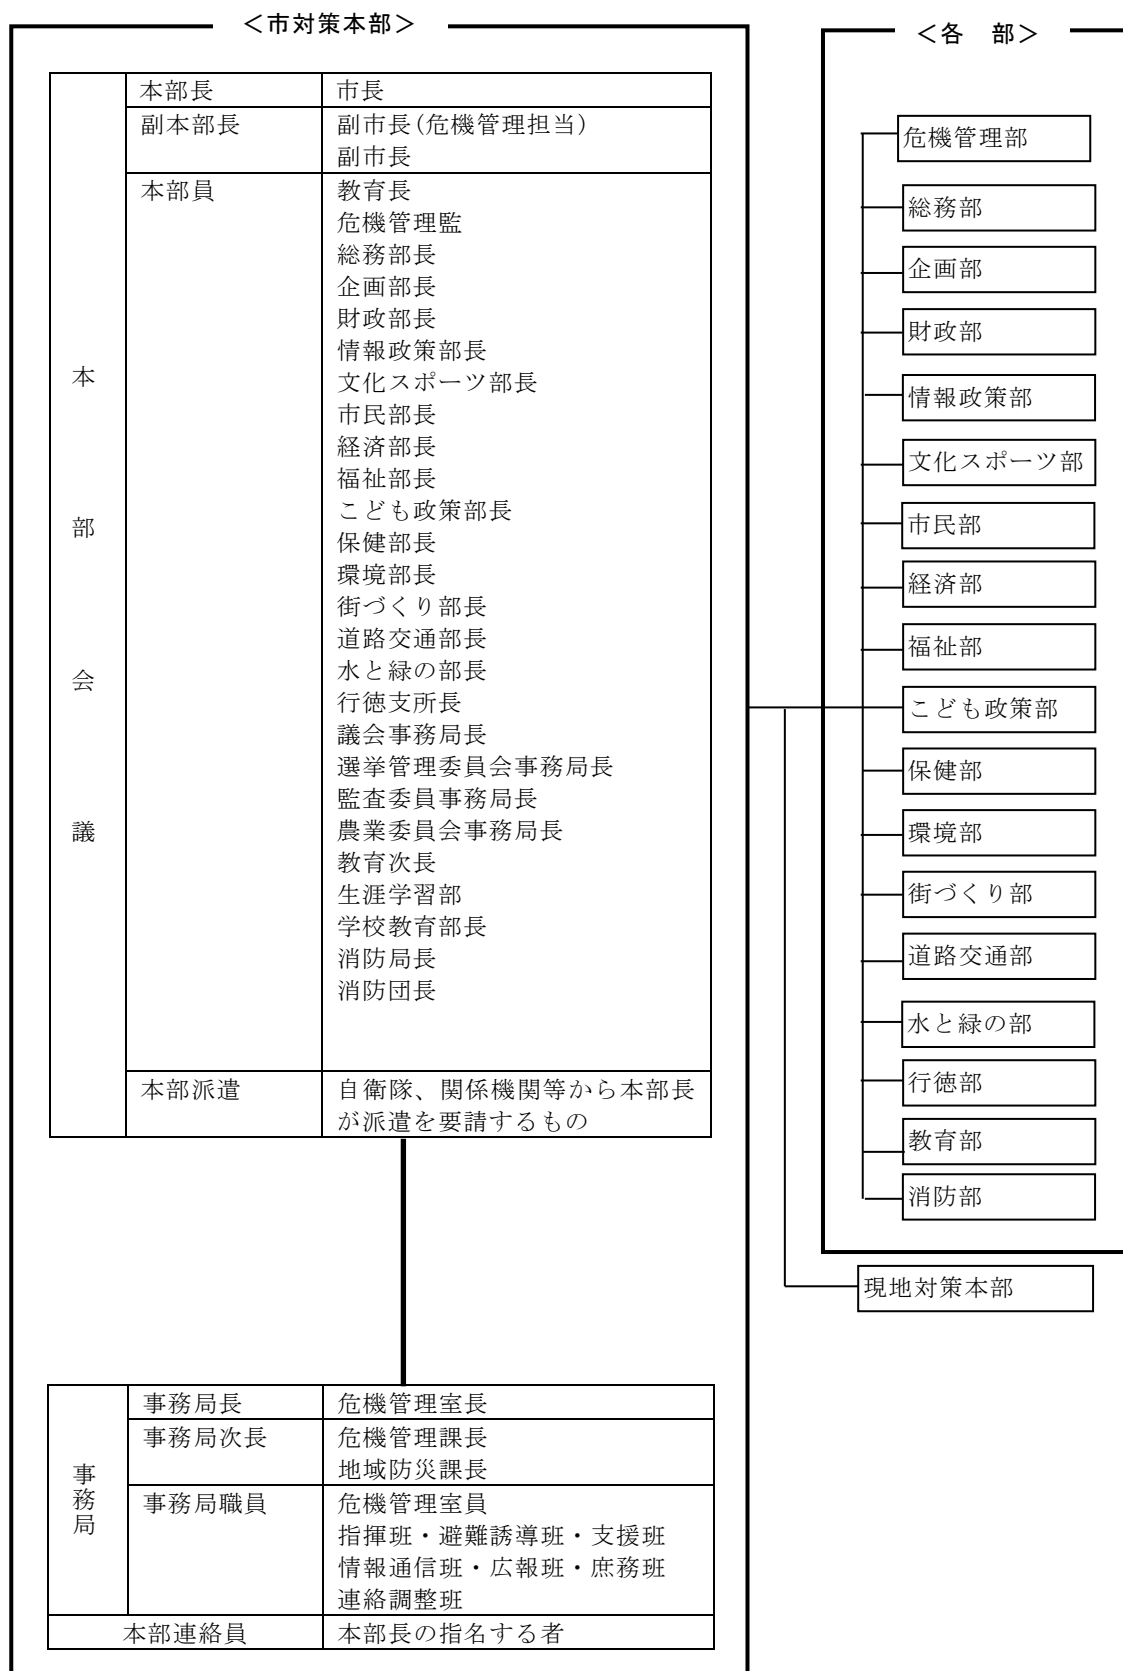 ＜市対策本部＞
本部会議
本部長
市長
副本部長
副市長(危機管理担当)
副市長
本部員
教育長
危機管理監
総務部長
企画部長
財政部長
情報政策部長
文化スポーツ部長
市民部長
経済部長
福祉部長
こども政策部長
保健部長
環境部長
街づくり部長
道路交通部長
水と緑の部長
行徳支所長
議会事務局長
選挙管理委員会事務局長
監査委員事務局長
農業委員会事務局長
教育次長
生涯学習部
学校教育部長
消防局長
消防団長
本部派遣
自衛隊、関係機関等から本部長
が派遣を要請するもの
事務局
事務局長
危機管理室長
事務局次長
危機管理課長
地域防災課長
事務局職員
危機管理室員
指揮班・避難誘導班・支援班
情報通信班・広報班・庶務班
連絡調整班
本部連絡員
本部長の指名する者
＜各　部＞
危機管理部
総務部
企画部
財政部
情報政策部
文化スポーツ部
市民部
経済部
福祉部
こども政策部
保健部
環境部
街づくり部
道路交通部
水と緑の部
行徳部
教育部
消防部
現地対策本部